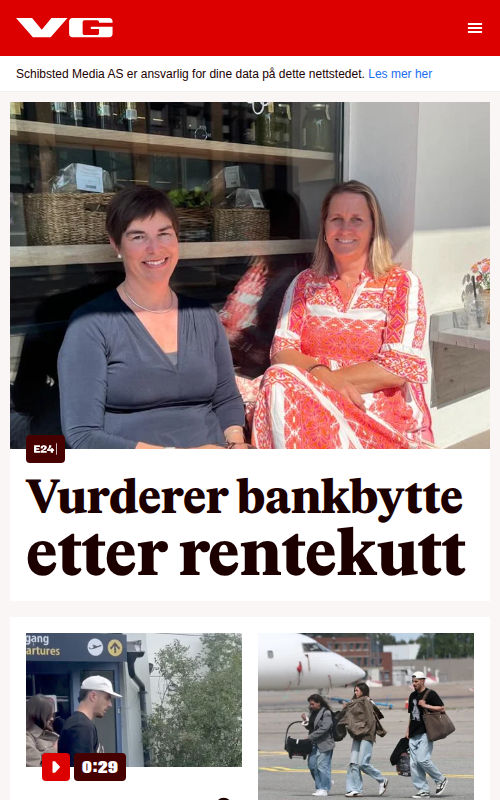 VG
Schibsted Media AS er ansvarlig for dine data på dette nettstedet. Les mer her
E24
Vurderer bankbytte
etter rentekutt
gang
artures
0:29